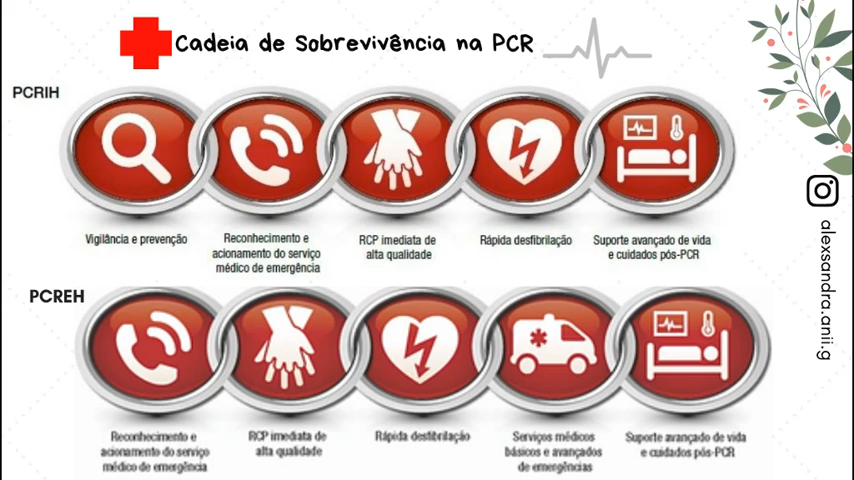 Cadeia de Sobrevivência na PCR
PCRIH
Vigilância e prevenção
Reconhecimento e
acionamento do serviço
médico de emergência
RCP imediata de
alta qualidade
Rápida desfibrilação
Suporte avançado de vida
e cuidados pós-PCR
PCREH
Reconhecimento e
acionamento do serviço
médico de emergência
RCP imediata de
alta qualidade
Rápida desfibrilação
Serviços médicos
básicos e avançados
de emergências
Suporte avançado de vida
e cuidados pós-PCR
alexsandra.anii.g